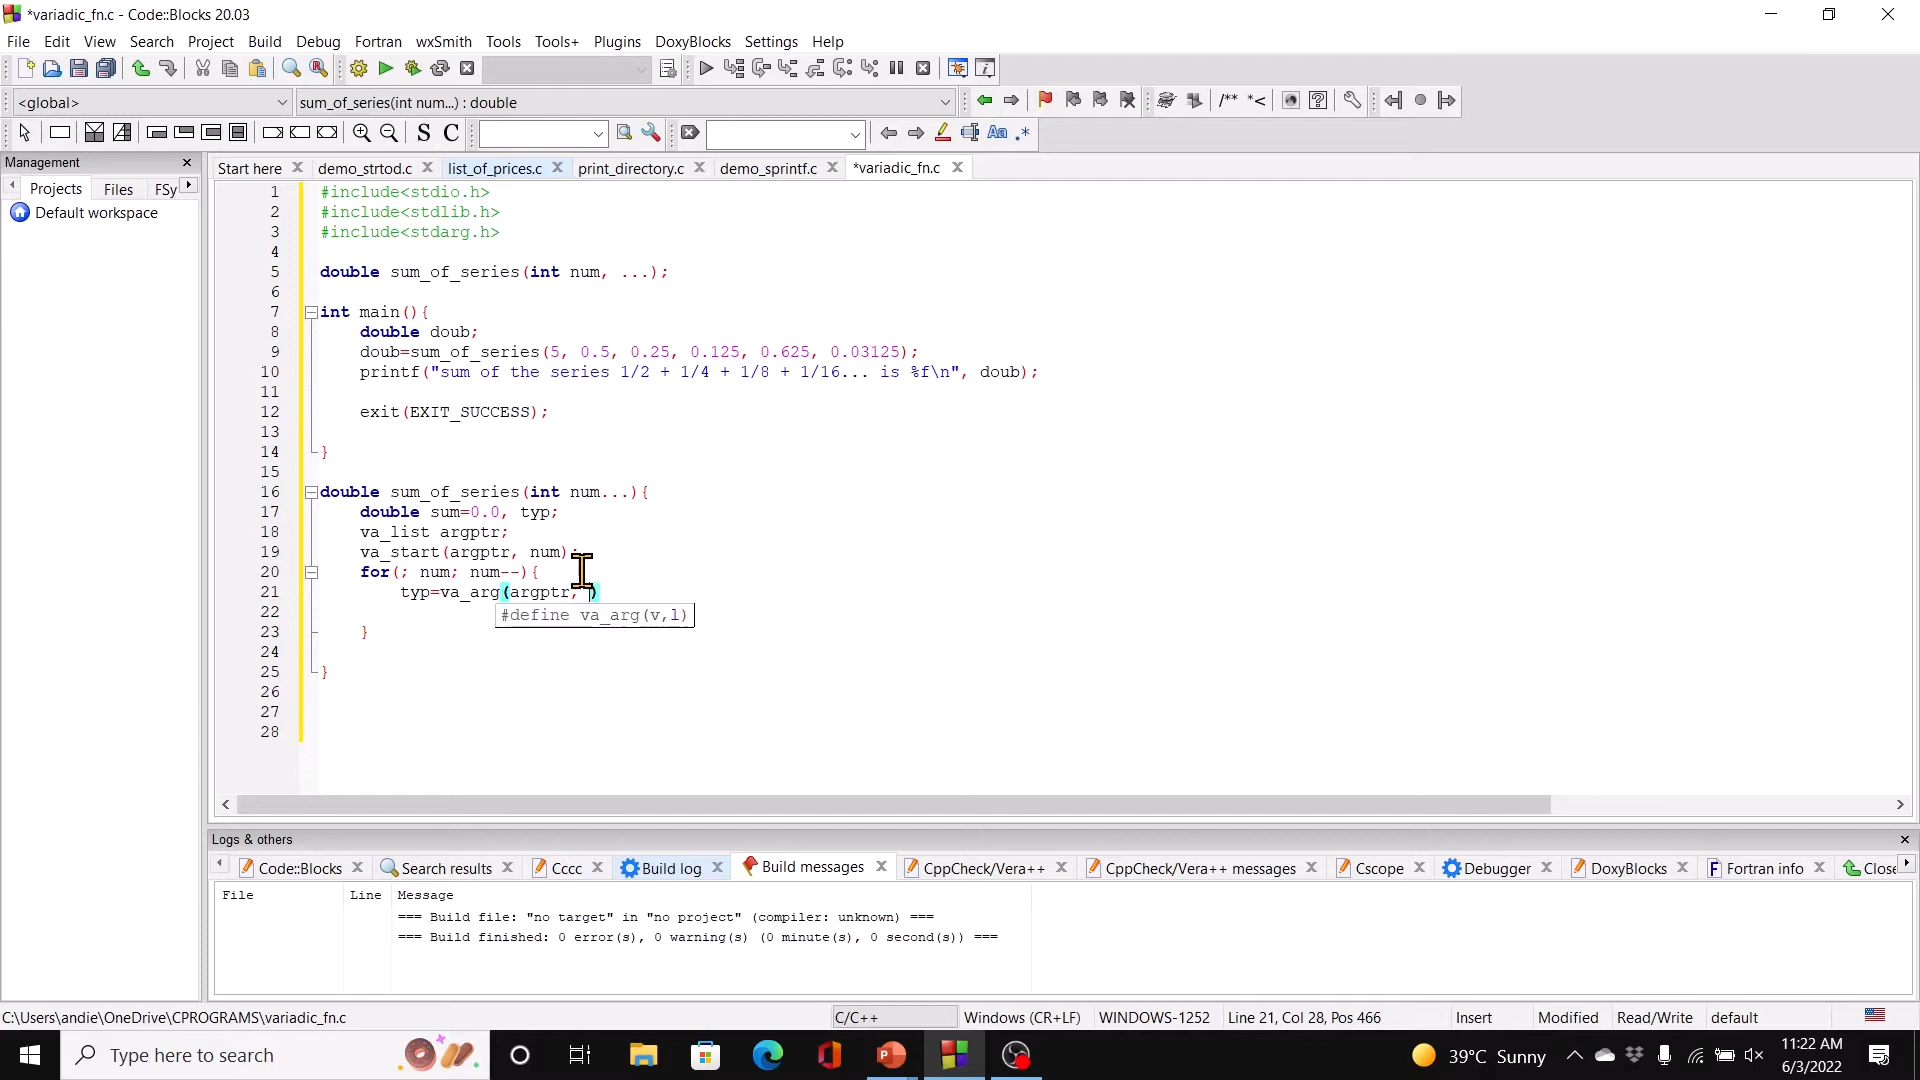 *variadic_fn.c - Code::Blocks 20.03
File Edit View Search Project Build Debug Fortran wxSmith Tools Tools+ Plugins DoxyBlocks Settings Help
<global> sum_of_series(int num...) : double
/** *<
S C Aa .*
Management
Start here demo_strtod.c list_of_prices.c print_directory.c demo_sprintf.c *variadic_fn.c
Projects Files FSy
Default workspace
1 #include<stdio.h>
2 #include<stdlib.h>
3 #include<stdarg.h>
4
5 double sum_of_series(int num, ...);
6
7 int main(){
8 double doub;
9 doub=sum_of_series(5, 0.5, 0.25, 0.125, 0.625, 0.03125);
10 printf("sum of the series 1/2 + 1/4 + 1/8 + 1/16... is %f\n", doub);
11
12 exit(EXIT_SUCCESS);
13
14 }
15
16 double sum_of_series(int num...){
17 double sum=0.0, typ;
18 va_list argptr;
19 va_start(argptr, num);
20 for(; num; num--){
21 typ=va_arg(argptr, )
#define va_arg(v,l)
22
23 }
24
25 }
26
27
28
Logs & others
Code::Blocks Search results Cccc Build log Build messages CppCheck/Vera++ CppCheck/Vera++ messages Cscope Debugger DoxyBlocks Fortran info Close
File Line Message
=== Build file: "no target" in "no project" (compiler: unknown) ===
=== Build finished: 0 error(s), 0 warning(s) (0 minute(s), 0 second(s)) ===
C:\Users\andie\OneDrive\CPROGRAMS\variadic_fn.c C/C++ Windows (CR+LF) WINDOWS-1252 Line 21, Col 28, Pos 466 Insert Modified Read/Write default
Type here to search 39°C Sunny 11:22 AM
6/3/2022